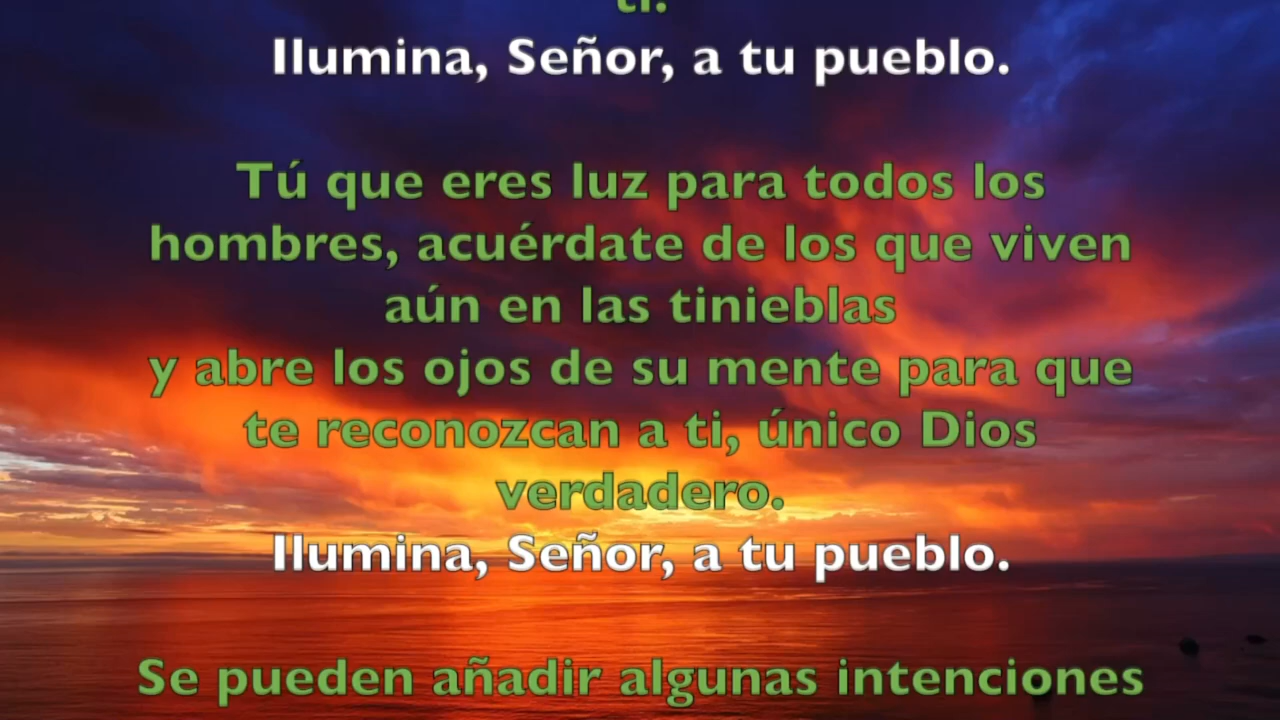 ti.
Ilumina, Señor, a tu pueblo.
Tú que eres luz para todos los
hombres, acuérdate de los que viven
aún en las tinieblas
y abre los ojos de su mente para que
te reconozcan a ti, único Dios
verdadero.
Ilumina, Señor, a tu pueblo.
Se pueden añadir algunas intenciones